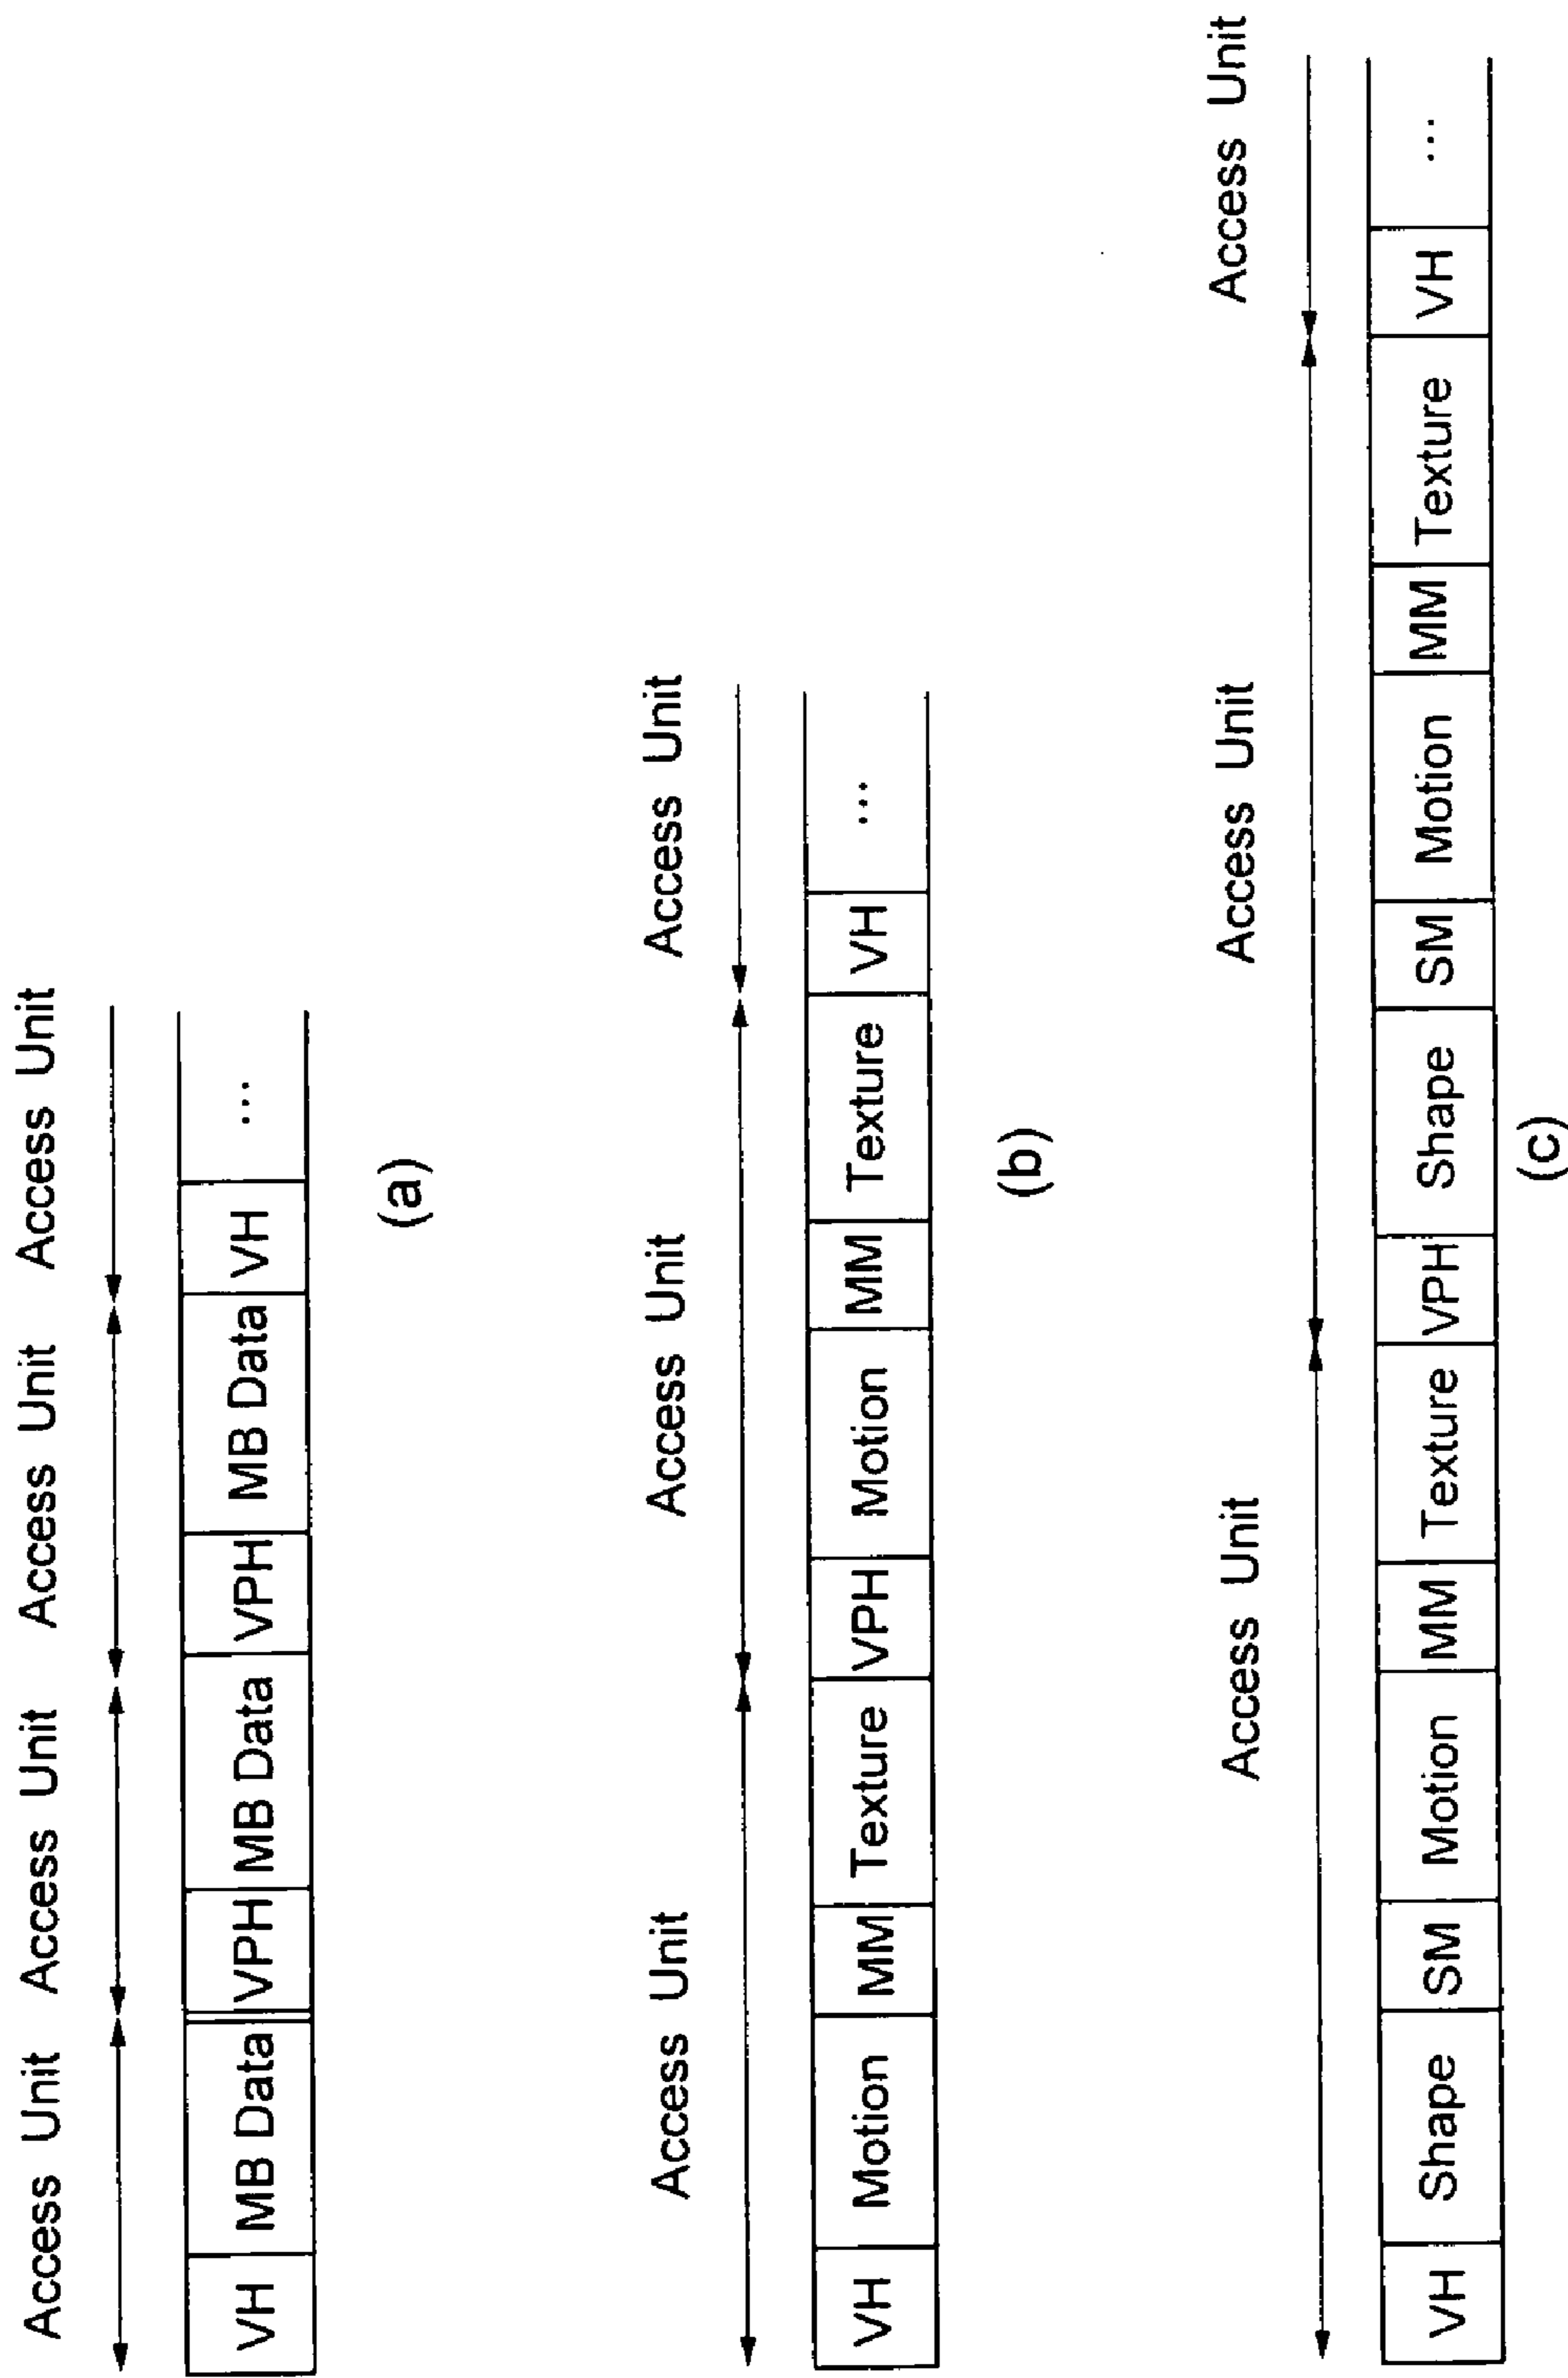 Access Unit Access Unit Access Unit Access Unit
VH MB Data VPH MB Data VPH MB Data VH ...
(a)
Access Unit Access Unit Access Unit
VH Motion MM Texture VPH Motion MM Texture VH ...
(b)
Access Unit Access Unit Access Unit
VH Shape SM Motion MM Texture VPH Shape SM Motion MM Texture VH ...
(c)